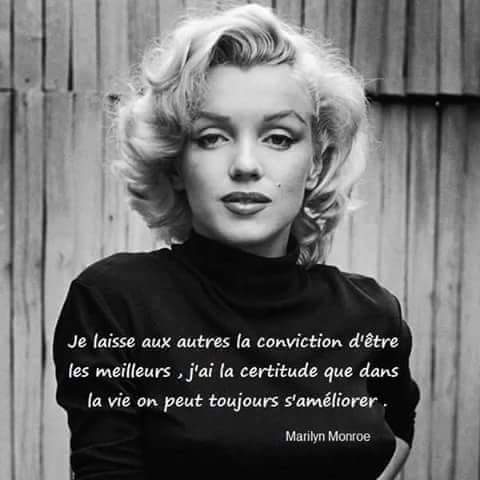 Je laisse aux autres la conviction d'être
les meilleurs , j'ai la certitude que dans
la vie on peut toujours s'améliorer .
Marilyn Monroe